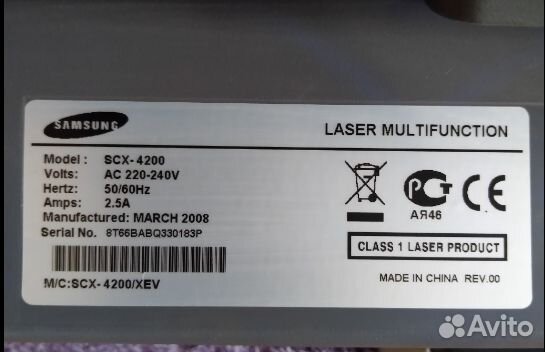 SAMSUNG
LASER MULTIFUNCTION
Model : SCX-4200
Volts: AC 220-240V
Hertz: 50/60Hz
Amps: 2.5A
Manufactured: MARCH 2008
Serial No. 8T66BABQ330183P
M/C:SCX-4200/XEV
РСТ CE
АЯ46
CLASS 1 LASER PRODUCT
MADE IN CHINA REV.00
Avito